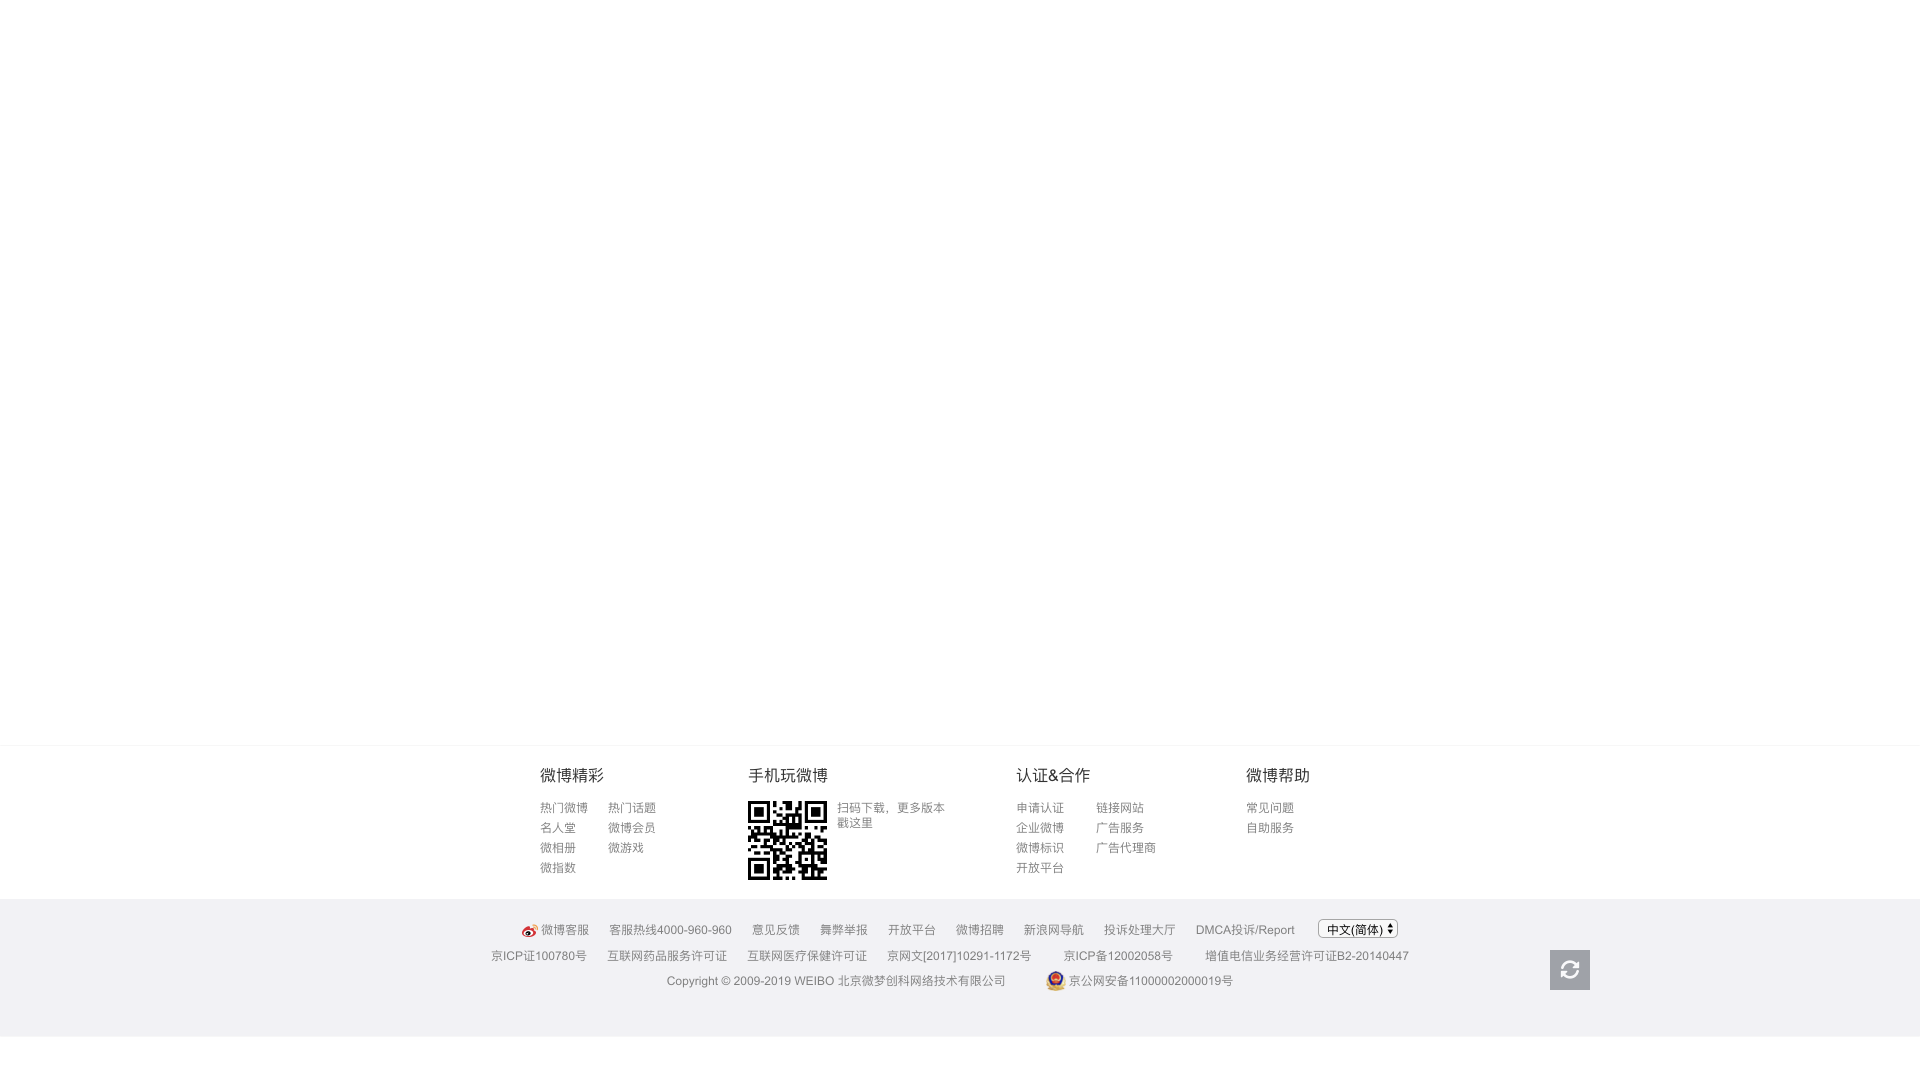 微博精彩
热门微博 热门话题
名人堂 微博会员
微相册 微游戏
微指数
手机玩微博
扫码下载，更多版本
戳这里
认证&合作
申请认证 链接网站
企业微博 广告服务
微博标识 广告代理商
开放平台
微博帮助
常见问题
自助服务
微博客服 客服热线4000-960-960 意见反馈 舞弊举报 开放平台 微博招聘 新浪网导航 投诉处理大厅 DMCA投诉/Report 中文(简体)
京ICP证100780号 互联网药品服务许可证 互联网医疗保健许可证 京网文[2017]10291-1172号 京ICP备12002058号 增值电信业务经营许可证B2-20140447
Copyright © 2009-2019 WEIBO 北京微梦创科网络技术有限公司 京公网安备11000002000019号